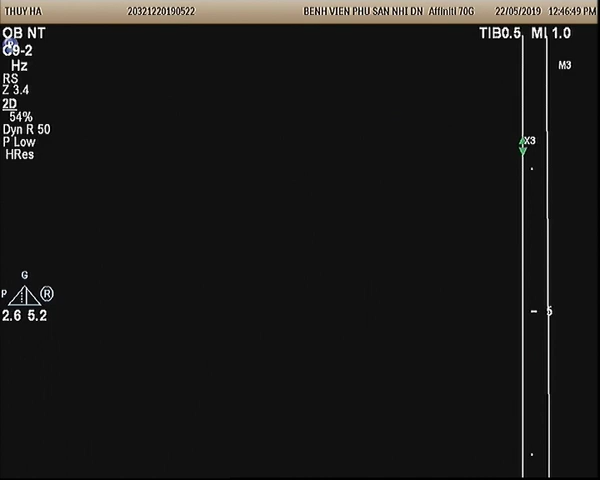 THUY HA 20321220190522 BENH VIEN PHU SAN NHI DN Affiniti 70G 22/05/2019 12:46:49 PM
OB NT TIB0.5 MI 1.0
C9-2
Hz M3
RS
Z 3.4
2D
54%
Dyn R 50
P Low X3
HRes
G
P R
2.6 5.2 5